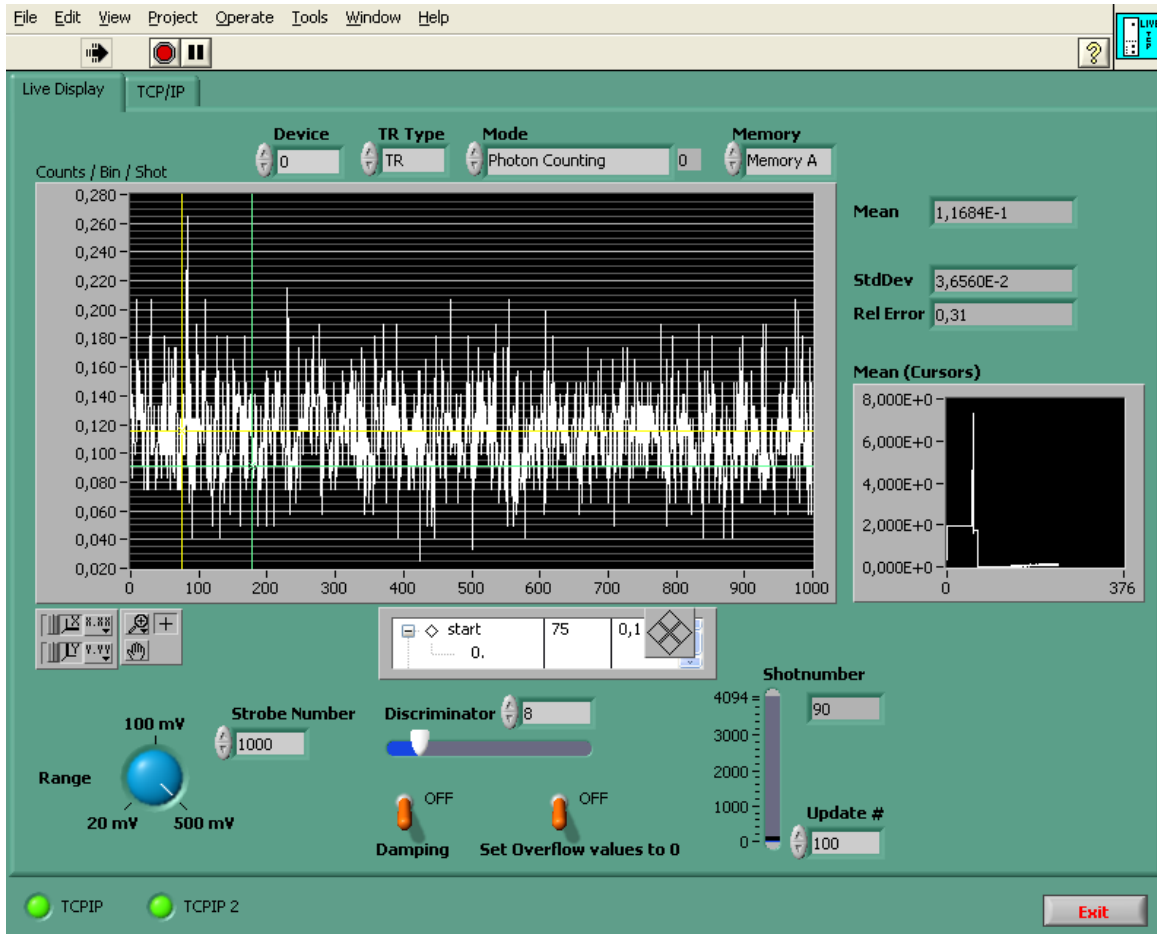 File Edit View Project Operate Tools Window Help
?
LIVE
TCP
Live Display TCP/IP
Device TR Type Mode Memory
0 TR Photon Counting 0 Memory A
Counts / Bin / Shot
0,280
0,260
0,240
0,220
0,200
0,180
0,160
0,140
0,120
0,100
0,080
0,060
0,040
0,020
0 100 200 300 400 500 600 700 800 900 1000
Mean 1,1684E-1
StdDev 3,6560E-2
Rel Error 0,31
Mean (Cursors)
8,000E+0
6,000E+0
4,000E+0
2,000E+0
0,000E+0
0 376
X 8.88
Y Y.YY
start 75 0,1
0.
Range
100 mV
20 mV 500 mV
Strobe Number
1000
Discriminator 8
OFF OFF
Damping Set Overflow values to 0
Shotnumber
90
4094
3000
2000
1000
0
Update #
100
TCPIP TCPIP 2
Exit